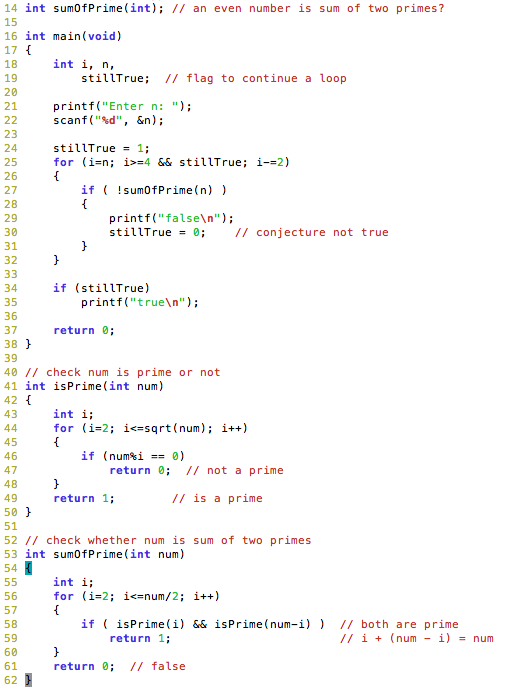 14 int sumOfPrime(int); // an even number is sum of two primes?
15
16 int main(void)
17 {
18     int i, n,
19         stillTrue;  // flag to continue a loop
20
21     printf("Enter n: ");
22     scanf("%d", &n);
23
24     stillTrue = 1;
25     for (i=n; i>=4 && stillTrue; i-=2)
26     {
27         if ( !sumOfPrime(n) )
28         {
29             printf("false\n");
30             stillTrue = 0;    // conjecture not true
31         }
32     }
33
34     if (stillTrue)
35         printf("true\n");
36
37     return 0;
38 }
39
40 // check num is prime or not
41 int isPrime(int num)
42 {
43     int i;
44     for (i=2; i<=sqrt(num); i++)
45     {
46         if (num%i == 0)
47             return 0;  // not a prime
48     }
49     return 1;        // is a prime
50 }
51
52 // check whether num is sum of two primes
53 int sumOfPrime(int num)
54 {
55     int i;
56     for (i=2; i<=num/2; i++)
57     {
58         if ( isPrime(i) && isPrime(num-i) )  // both are prime
59             return 1;                        // i + (num - i) = num
60     }
61     return 0;  // false
62 }